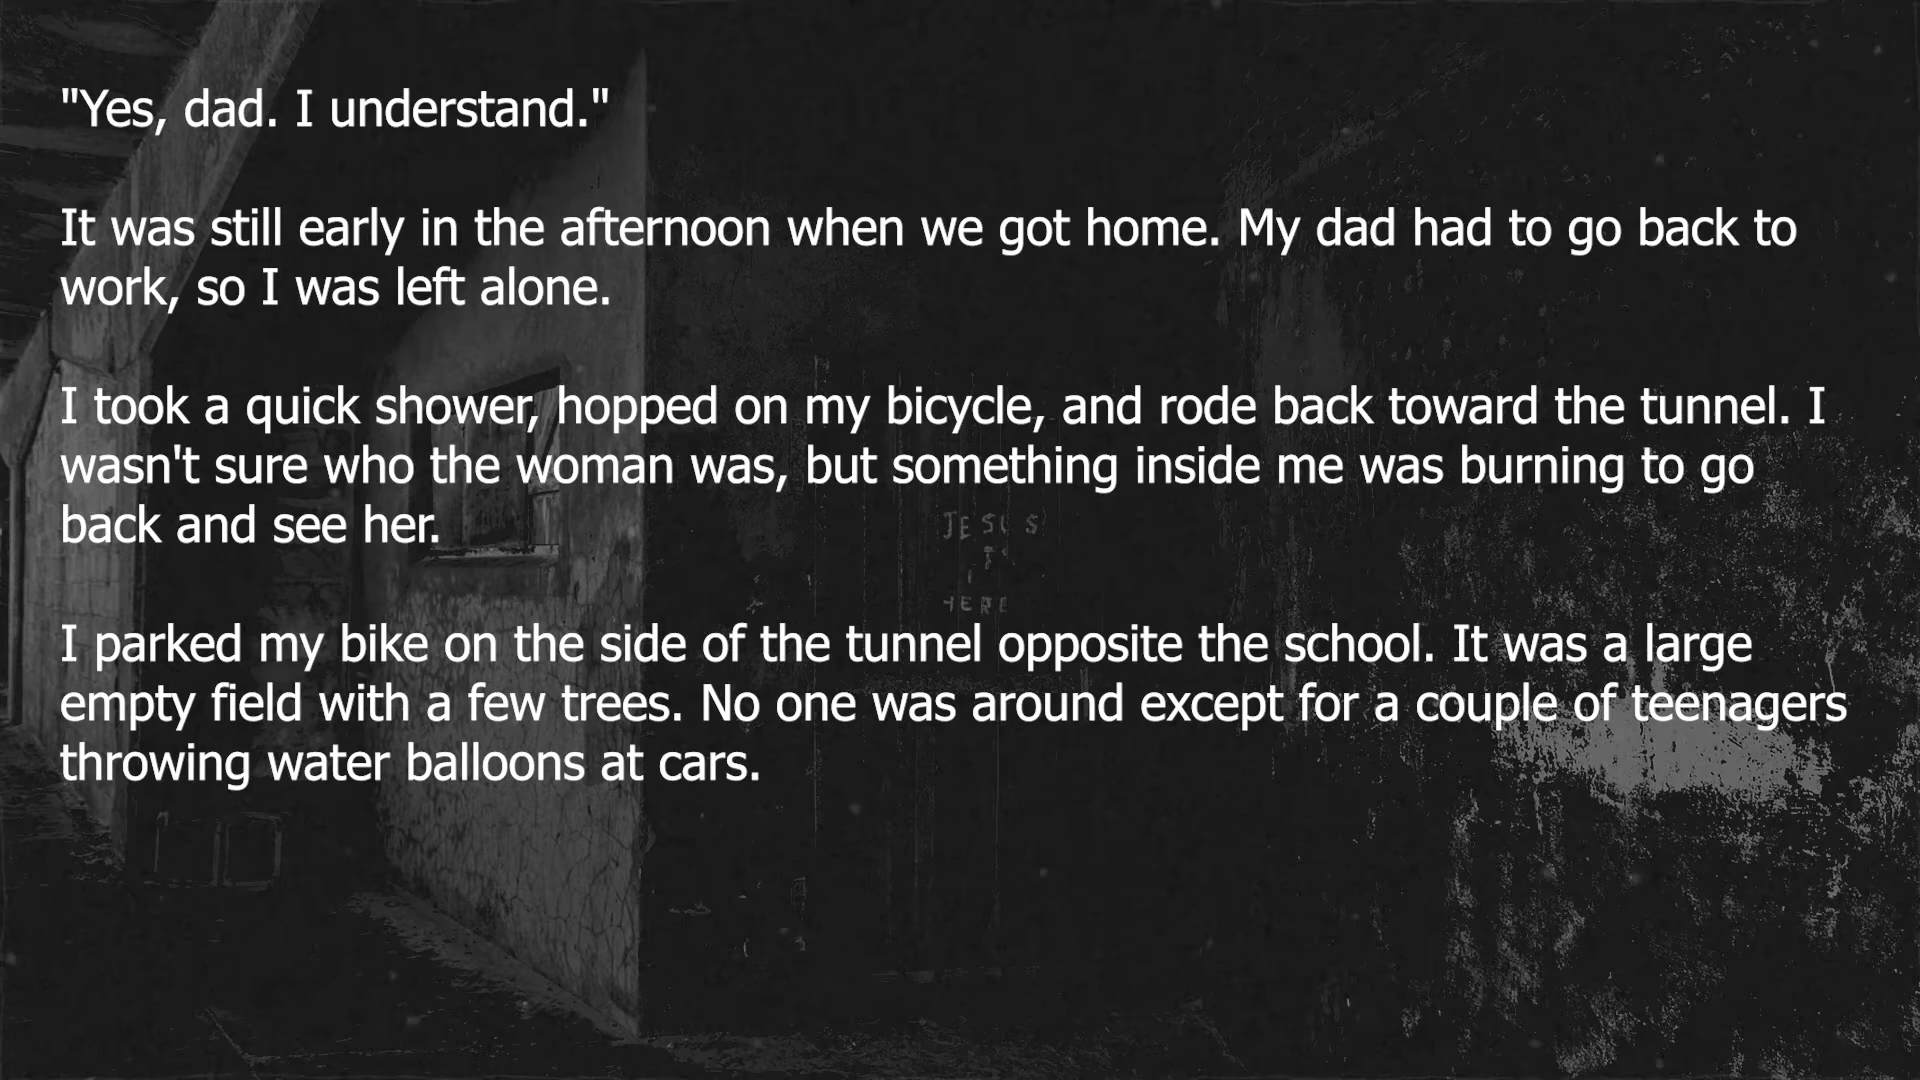 "Yes, dad. I understand."
It was still early in the afternoon when we got home. My dad had to go back to
work, so I was left alone.
I took a quick shower, hopped on my bicycle, and rode back toward the tunnel. I
wasn't sure who the woman was, but something inside me was burning to go
back and see her.
JESUS
HERE
I parked my bike on the side of the tunnel opposite the school. It was a large
empty field with a few trees. No one was around except for a couple of teenagers
throwing water balloons at cars.